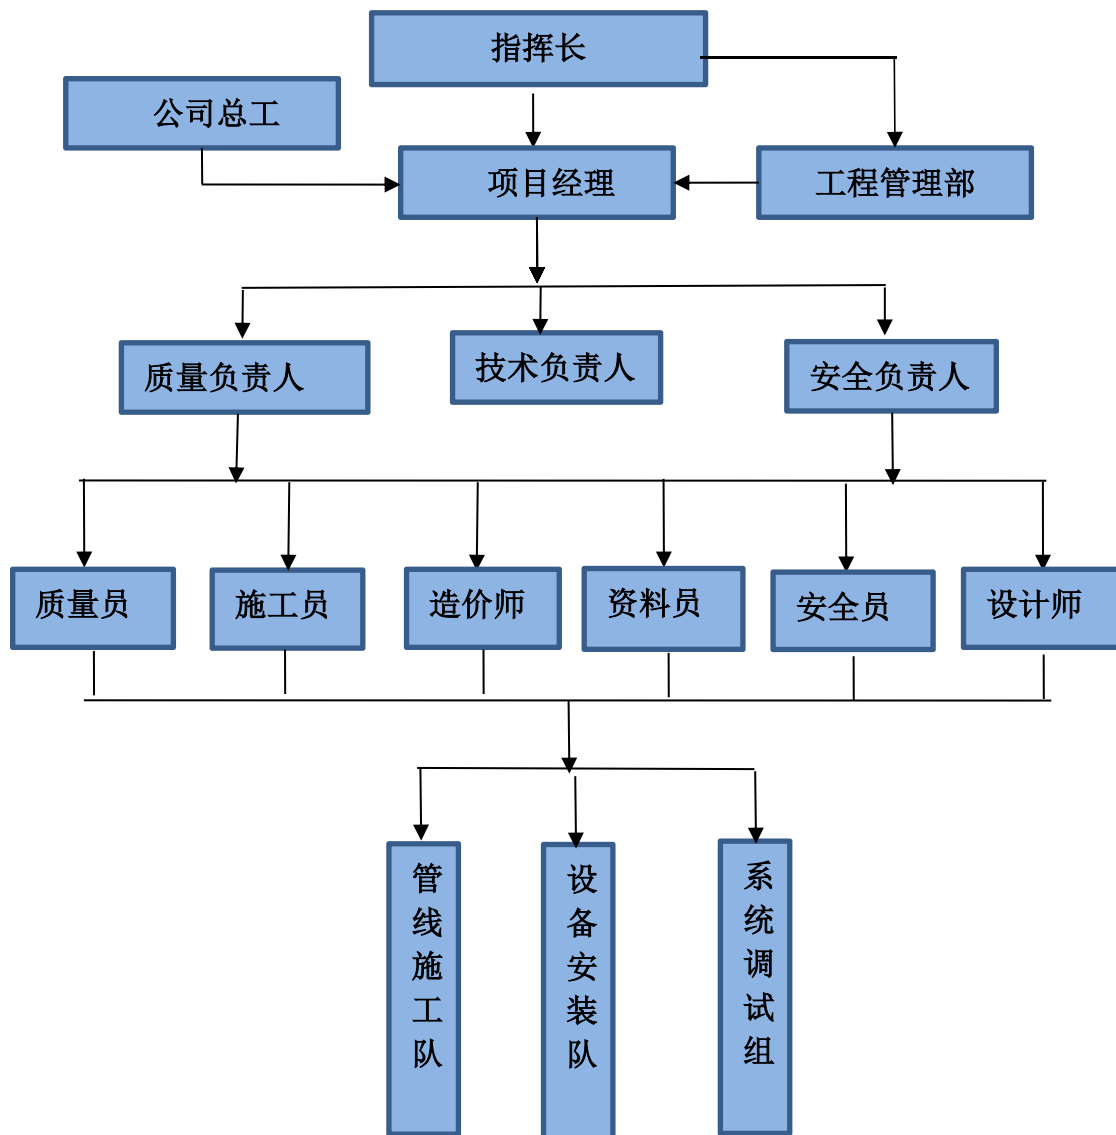 指挥长
公司总工
项目经理
工程管理部
质量负责人
技术负责人
安全负责人
质量员
施工员
造价师
资料员
安全员
设计师
管线施工队
设备安装队
系统调试组